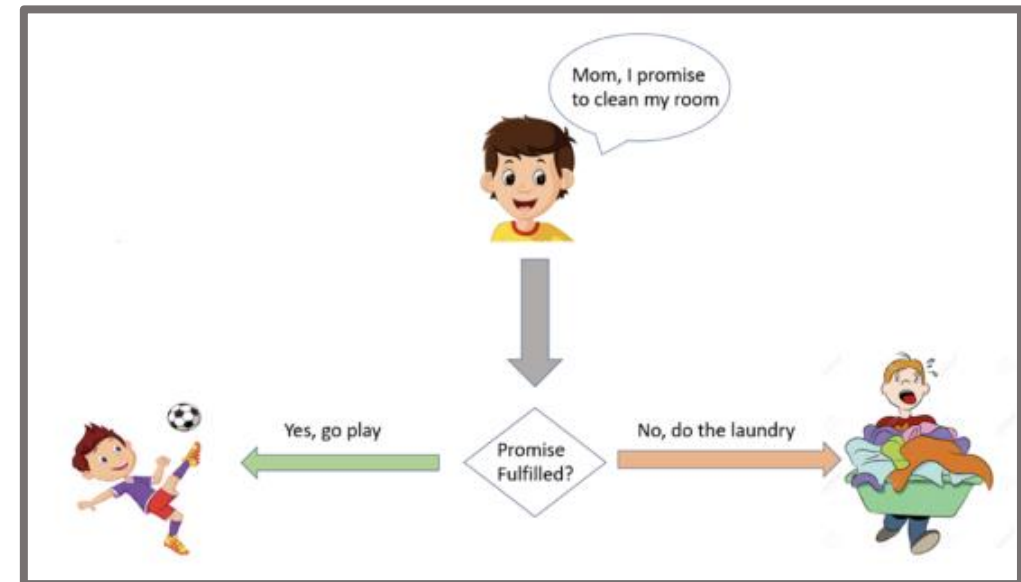 Mom, I promise
to clean my room
Yes, go play
Promise
Fulfilled?
No, do the laundry